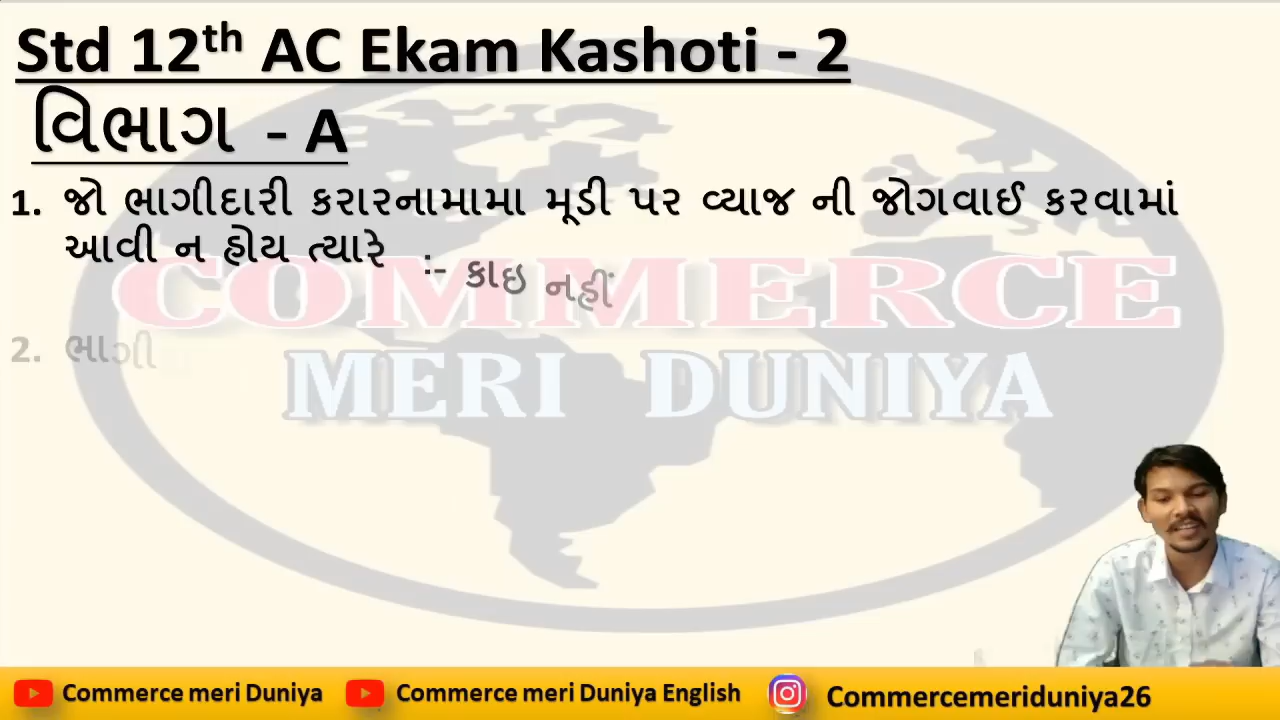 Std 12th AC Ekam Kashoti - 2
વિભાગ - A
1. જો ભાગીદારી કરારનામામા મૂડી પર વ્યાજ ની જોગવાઈ કરવામાં
આવી ન હોય ત્યારે :- કાઇ નહીં
2. ભાગી
COMMERCE
MERI DUNIYA
Commerce meri Duniya Commerce meri Duniya English Commercemeriduniya26